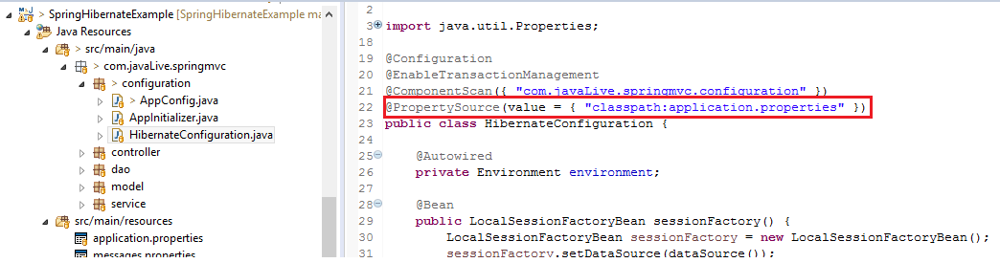 SpringHibernateExample [SpringHibernateExample ma
Java Resources
> src/main/java
> com.javaLive.springmvc
> configuration
> AppConfig.java
AppInitializer.java
HibernateConfiguration.java
controller
dao
model
service
src/main/resources
application.properties
messages.properties
2
3 import java.util.Properties;
18
19 @Configuration
20 @EnableTransactionManagement
21 @ComponentScan({ "com.javaLive.springmvc.configuration" })
22 @PropertySource(value = { "classpath:application.properties" })
23 public class HibernateConfiguration {
24
25 @Autowired
26 private Environment environment;
27
28 @Bean
29 public LocalSessionFactoryBean sessionFactory() {
30 LocalSessionFactoryBean sessionFactory = new LocalSessionFactoryBean();
31 sessionFactory.setDataSource(dataSource());